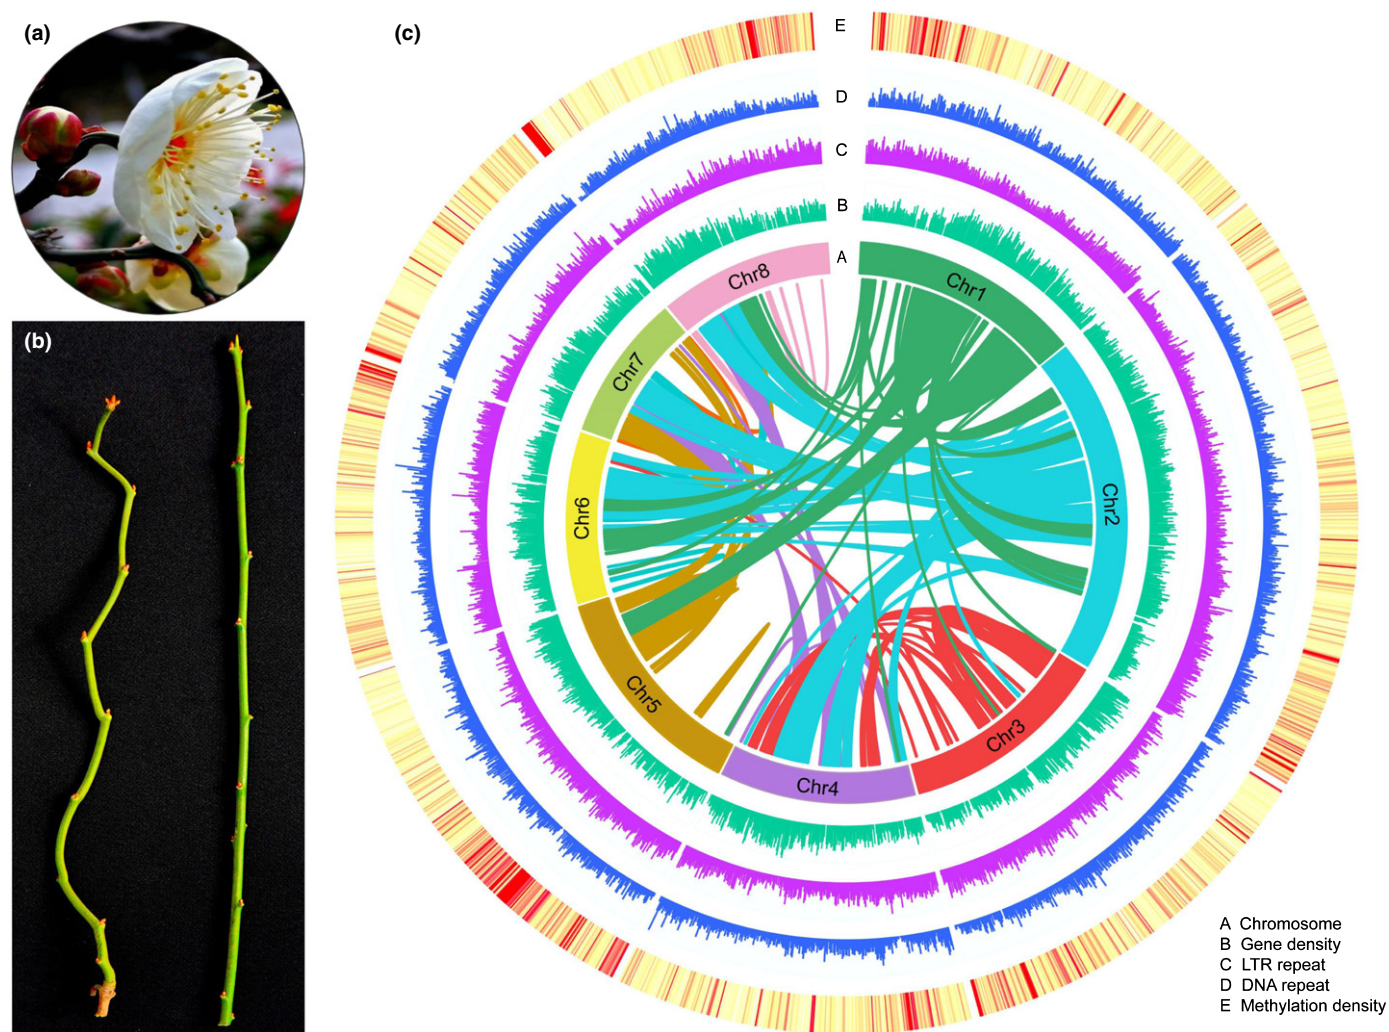 (a)
(b)
(c)
E
D
C
B
A
Chr1
Chr2
Chr3
Chr4
Chr5
Chr6
Chr7
Chr8
A Chromosome
B Gene density
C LTR repeat
D DNA repeat
E Methylation density